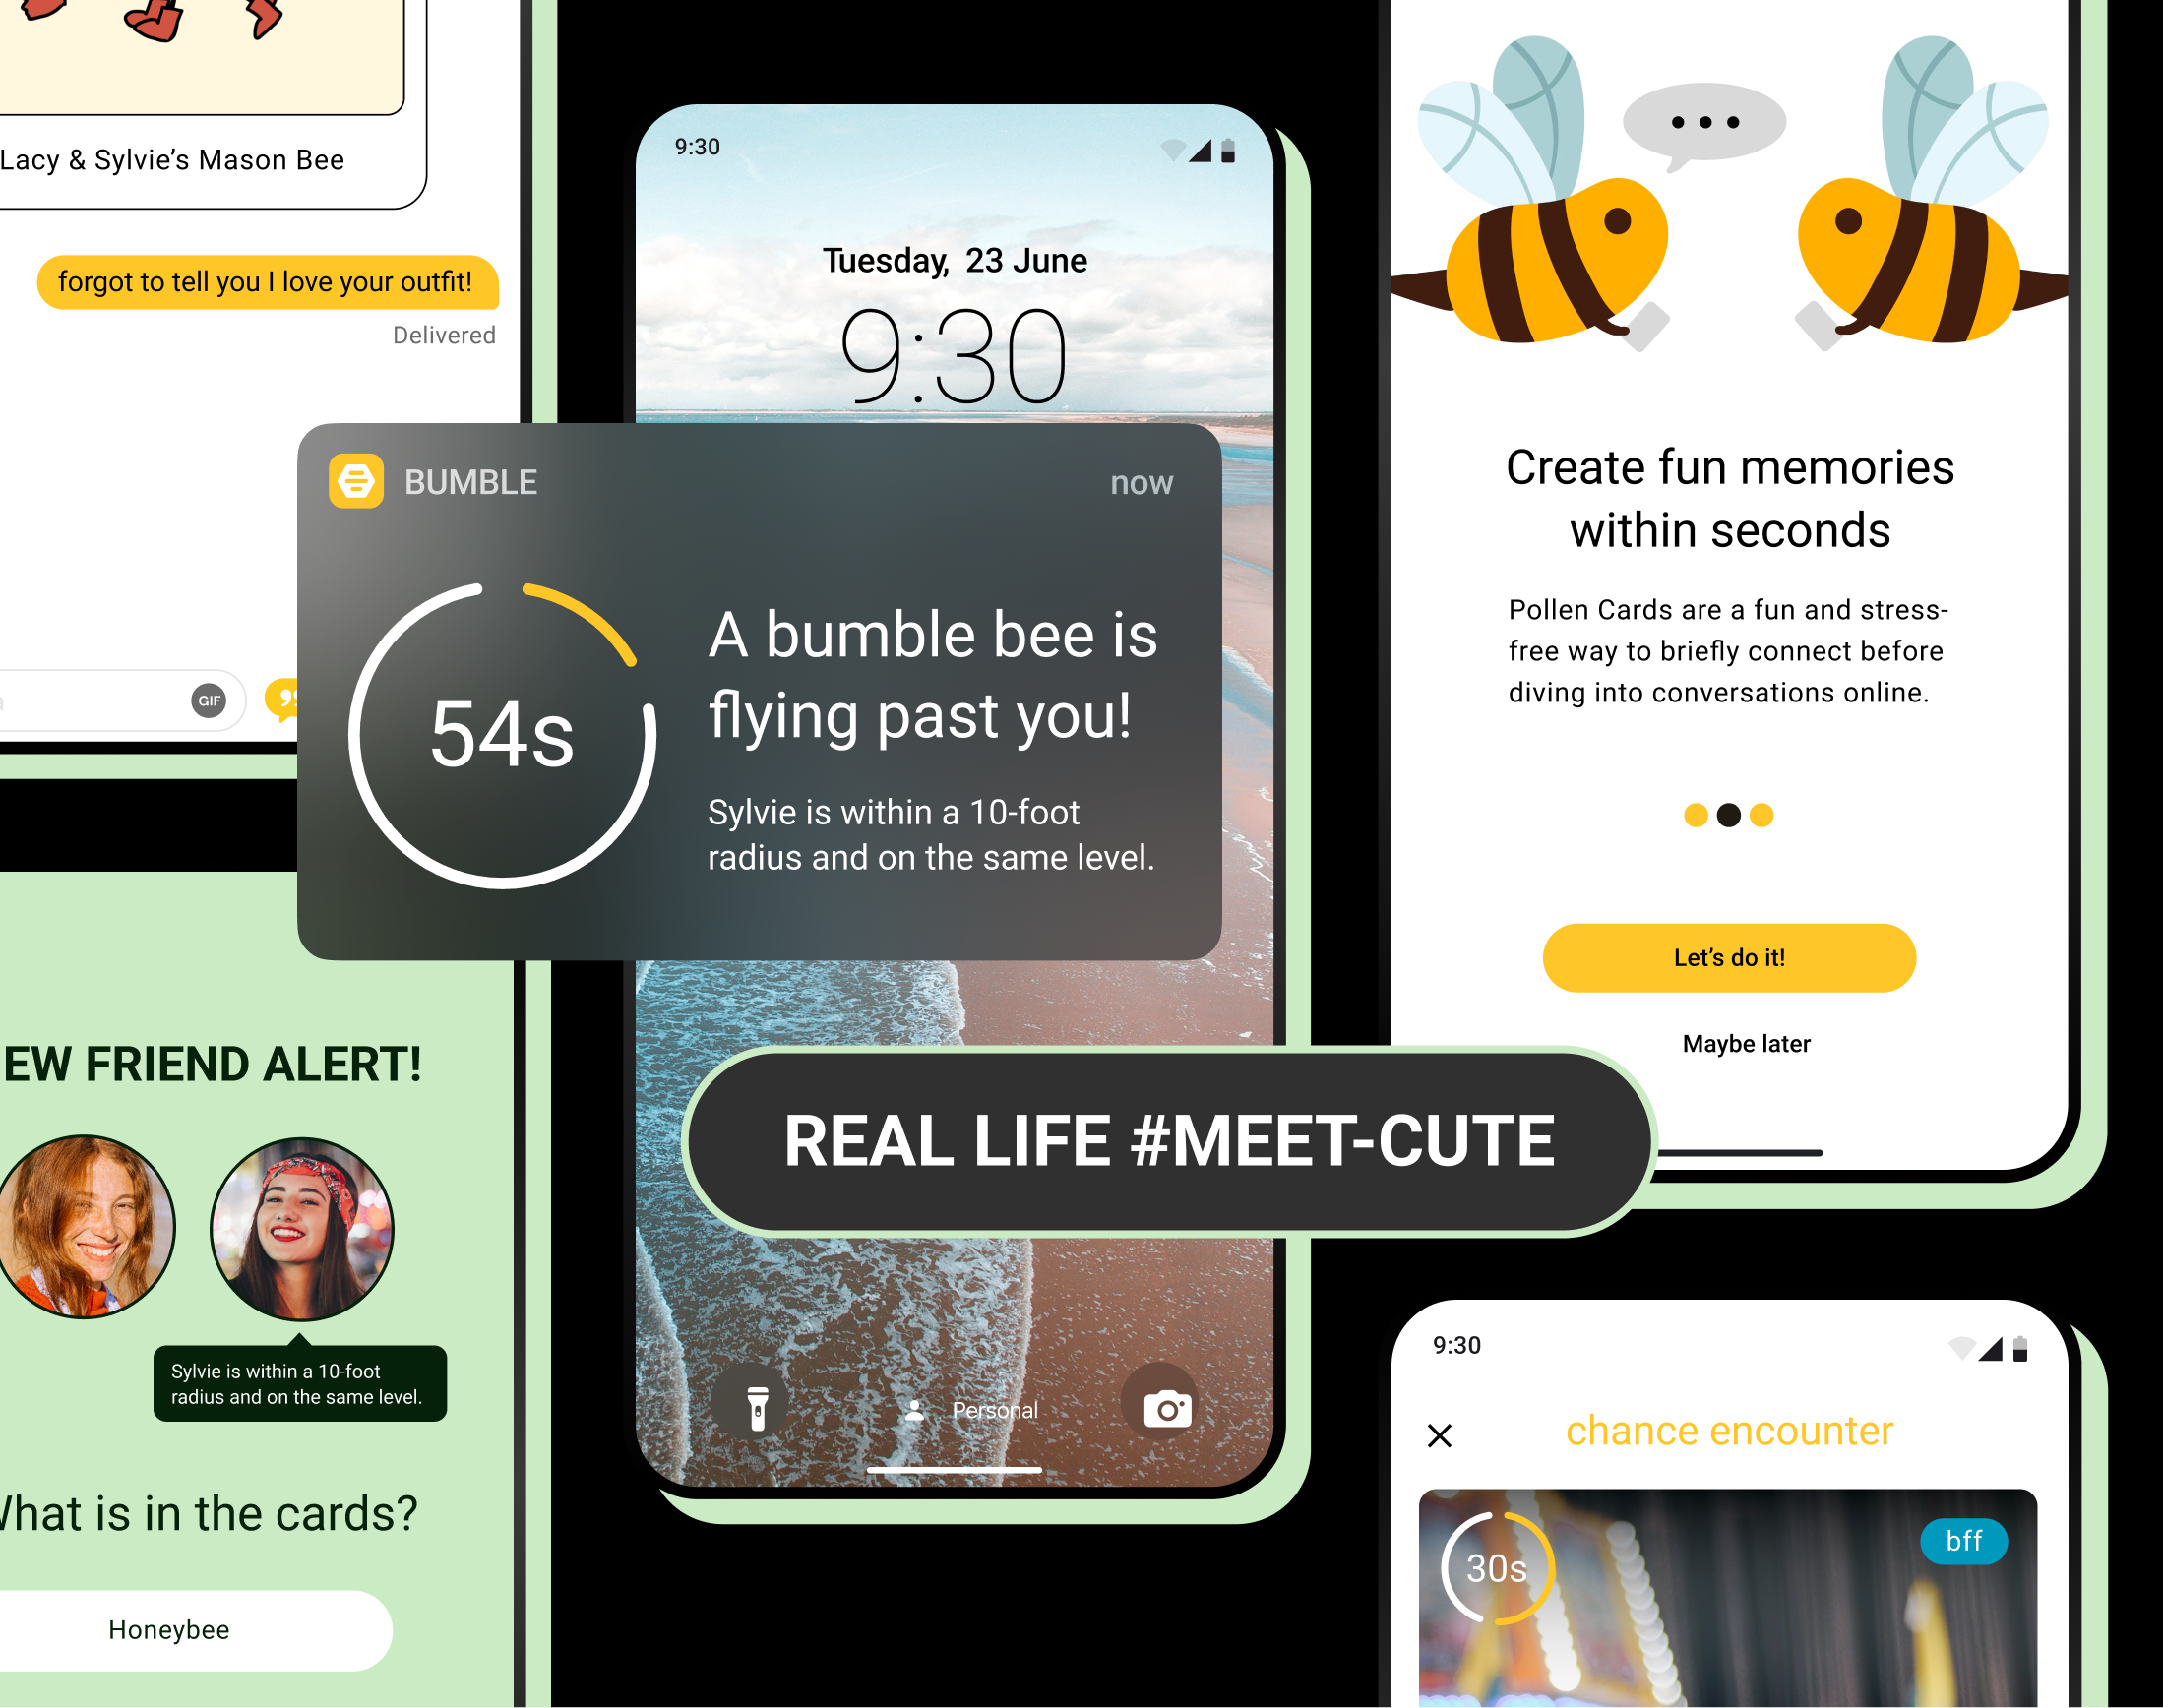 Lacy & Sylvie’s Mason Bee
forgot to tell you I love your outfit!
Delivered
GIF
9:30
Tuesday,  23 June
9:30
BUMBLE
now
54s
A bumble bee is
flying past you!
Sylvie is within a 10-foot
radius and on the same level.
Create fun memories
within seconds
Pollen Cards are a fun and stress-
free way to briefly connect before
diving into conversations online.
Let’s do it!
Maybe later
REAL LIFE #MEET-CUTE
EW FRIEND ALERT!
Sylvie is within a 10-foot
radius and on the same level.
What is in the cards?
Honeybee
Personal
9:30
chance encounter
30s
bff